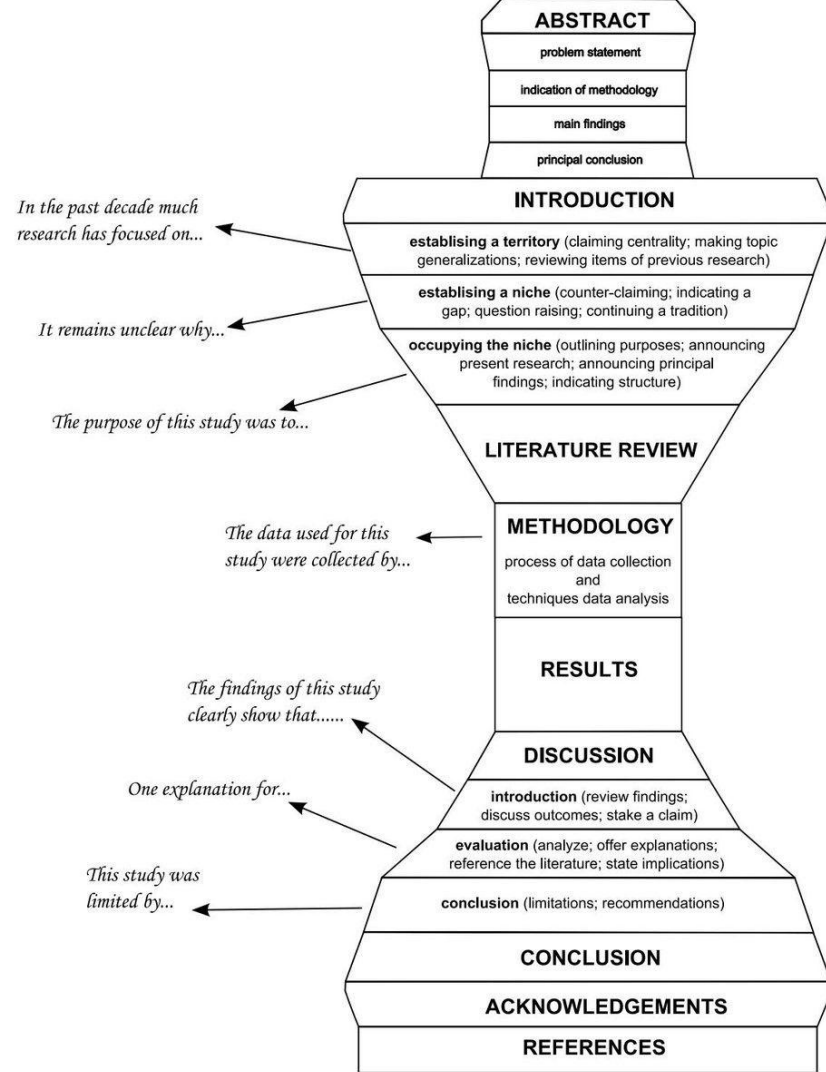 ABSTRACT
problem statement
indication of methodology
main findings
principal conclusion
INTRODUCTION
In the past decade much
research has focused on...
establising a territory (claiming centrality; making topic
generalizations; reviewing items of previous research)
establising a niche (counter-claiming; indicating a
gap; question raising; continuing a tradition)
It remains unclear why...
occupying the niche (outlining purposes; announcing
present research; announcing principal
findings; indicating structure)
The purpose of this study was to...
LITERATURE REVIEW
METHODOLOGY
The data used for this
study were collected by...
process of data collection
and
techniques data analysis
RESULTS
The findings of this study
clearly show that......
DISCUSSION
introduction (review findings;
discuss outcomes; stake a claim)
One explanation for...
evaluation (analyze; offer explanations;
reference the literature; state implications)
This study was
limited by...
conclusion (limitations; recommendations)
CONCLUSION
ACKNOWLEDGEMENTS
REFERENCES